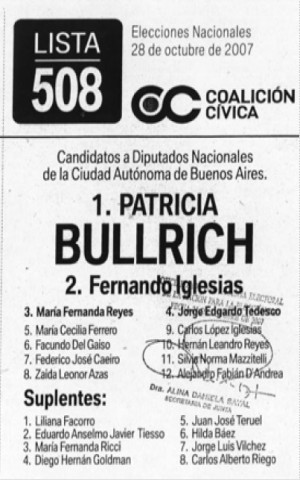 LISTA
508
Elecciones Nacionales
28 de octubre de 2007
COALICIÓN
CÍVICA
Candidatos a Diputados Nacionales
de la Ciudad Autónoma de Buenos Aires.
1. PATRICIA
BULLRICH
2. Fernando Iglesias
3. María Fernanda Reyes
4. Jorge Edgardo Tedesco
5. María Cecilia Ferrero
6. Facundo Del Gaiso
7. Federico José Caeiro
8. Zaida Leonor Azas
9. Carlos López Iglesias
10. Hernán Leandro Reyes
11. Silvia Norma Mazzitelli
12. Alejandro Fabián D'Andrea
Dra. ALINA DANIELA
SECRETARIA DE JUNTA
Suplentes:
1. Liliana Facorro
2. Eduardo Anselmo Javier Tiesso
3. María Fernanda Ricci
4. Diego Hernán Goldman
5. Juan José Teruel
6. Hilda Báez
7. Jorge Luis Vilchez
8. Carlos Alberto Riego